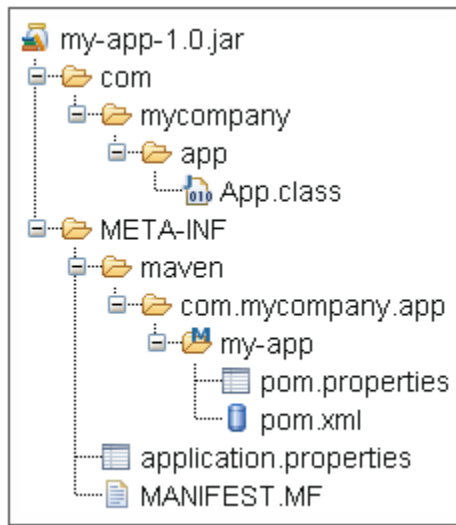 my-app-1.0.jar
com
mycompany
app
App.class
META-INF
maven
com.mycompany.app
my-app
pom.properties
pom.xml
application.properties
MANIFEST.MF